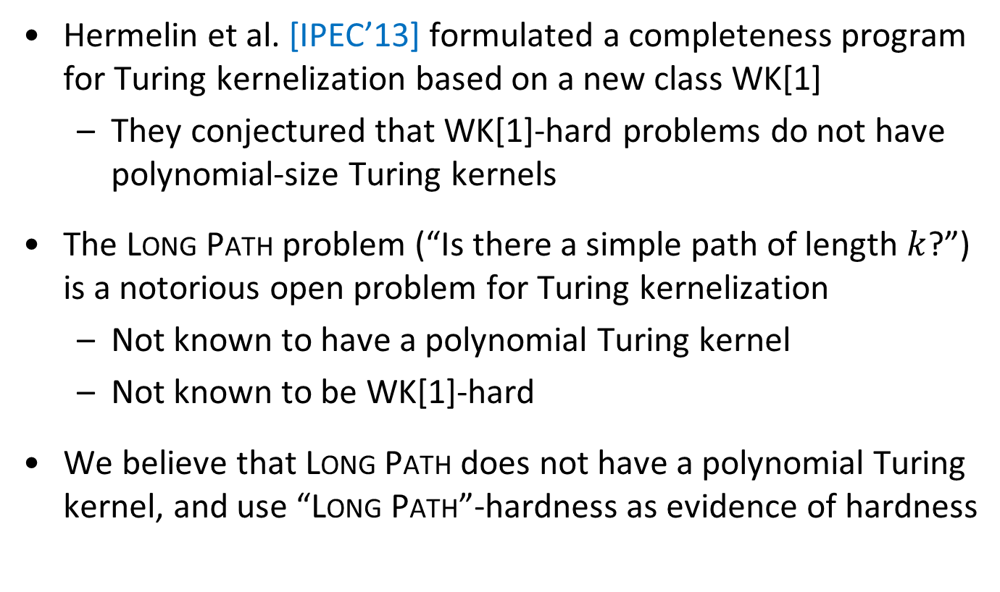 • Hermelin et al. [IPEC’13] formulated a completeness program
for Turing kernelization based on a new class WK[1]
– They conjectured that WK[1]-hard problems do not have
polynomial-size Turing kernels
• The LONG PATH problem (“Is there a simple path of length 𝑘?”)
is a notorious open problem for Turing kernelization
– Not known to have a polynomial Turing kernel
– Not known to be WK[1]-hard
• We believe that LONG PATH does not have a polynomial Turing
kernel, and use “LONG PATH”-hardness as evidence of hardness